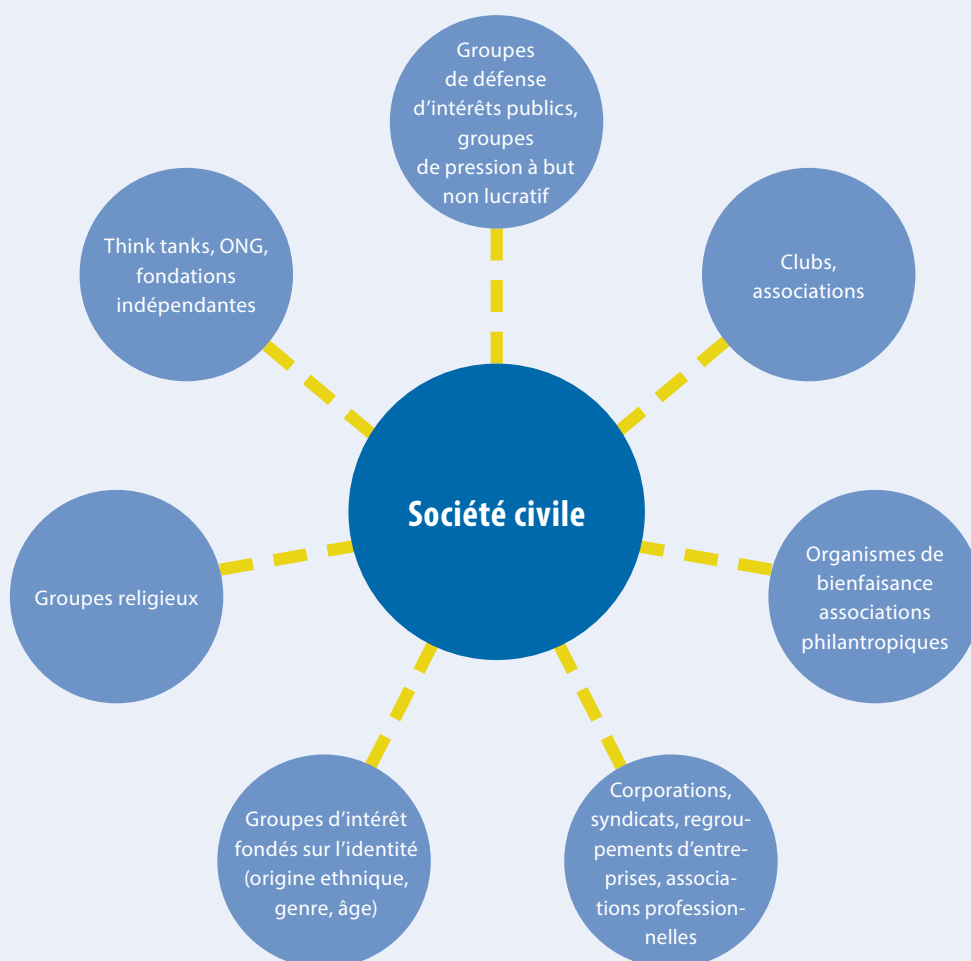 Groupes
de défense
d'intérêts publics,
groupes
de pression à but
non lucratif
Think tanks, ONG,
fondations
indépendantes
Clubs,
associations
Société civile
Groupes religieux
Organismes de
bienfaisance
associations
philantropiques
Groupes d'intérêt
fondés sur l'identité
(origine ethnique,
genre, âge)
Corporations,
syndicats, regrou-
pements d'entre-
prises, associa-
tions profession-
nelles